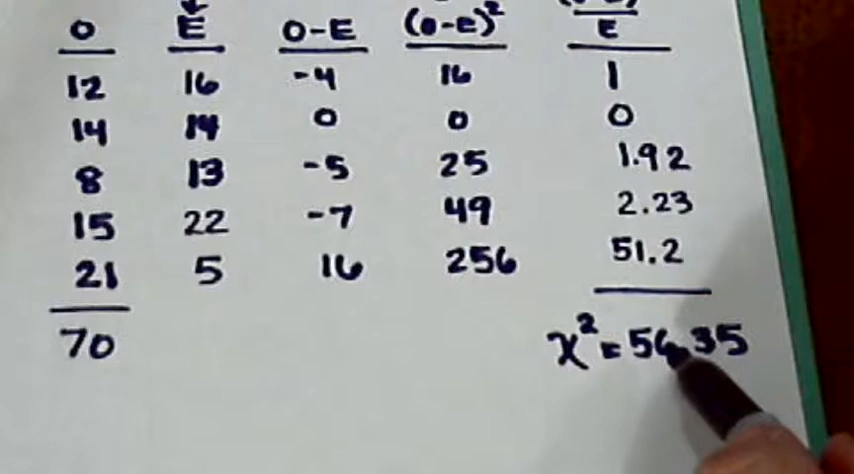 O E O-E (O-E)² E
12 16 -4 16 1
14 14 0 0 0
8 13 -5 25 1.92
15 22 -7 49 2.23
21 5 16 256 51.2
70 χ² = 56.35